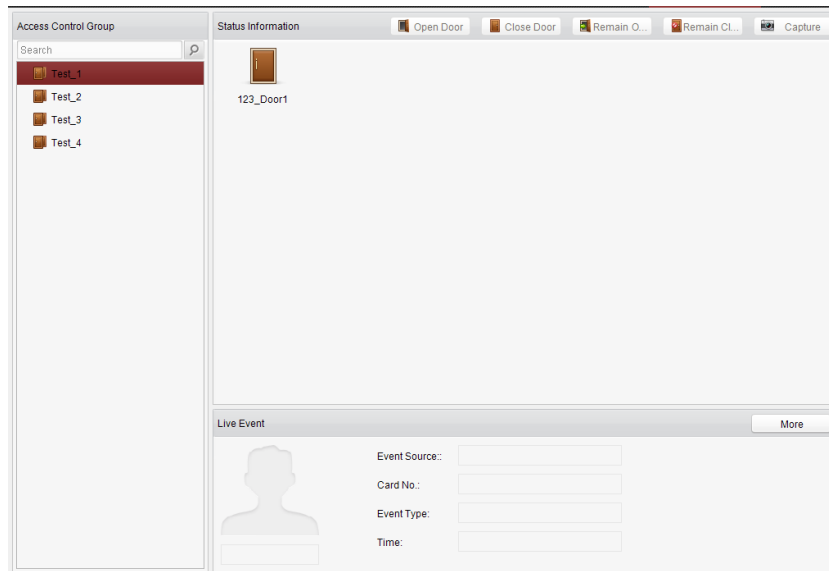 Access Control Group
Search
Test_1
Test_2
Test_3
Test_4
Status Information
Open Door
Close Door
Remain O...
Remain Cl...
Capture
123_Door1
Live Event
More
Event Source::
Card No.:
Event Type:
Time: